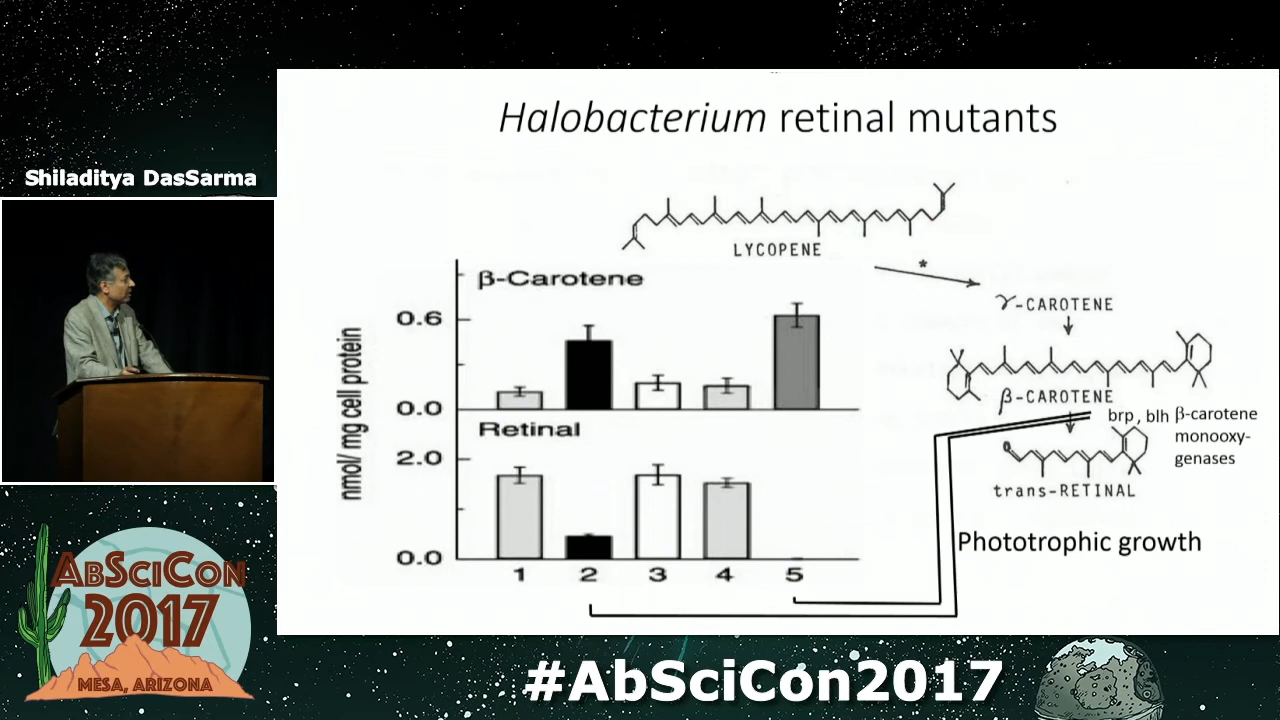 Halobacterium retinal mutants
Shiladitya DasSarma
LYCOPENE
*
β-Carotene
γ-CAROTENE
0.6
0.0
β-CAROTENE
brp, blh β-carotene
monooxy-
genases
nmol/ mg cell protein
Retinal
2.0
0.0
trans-RETINAL
Phototrophic growth
1 2 3 4 5
ABSCICON
2017
MESA, ARIZONA
#AbSciCon2017